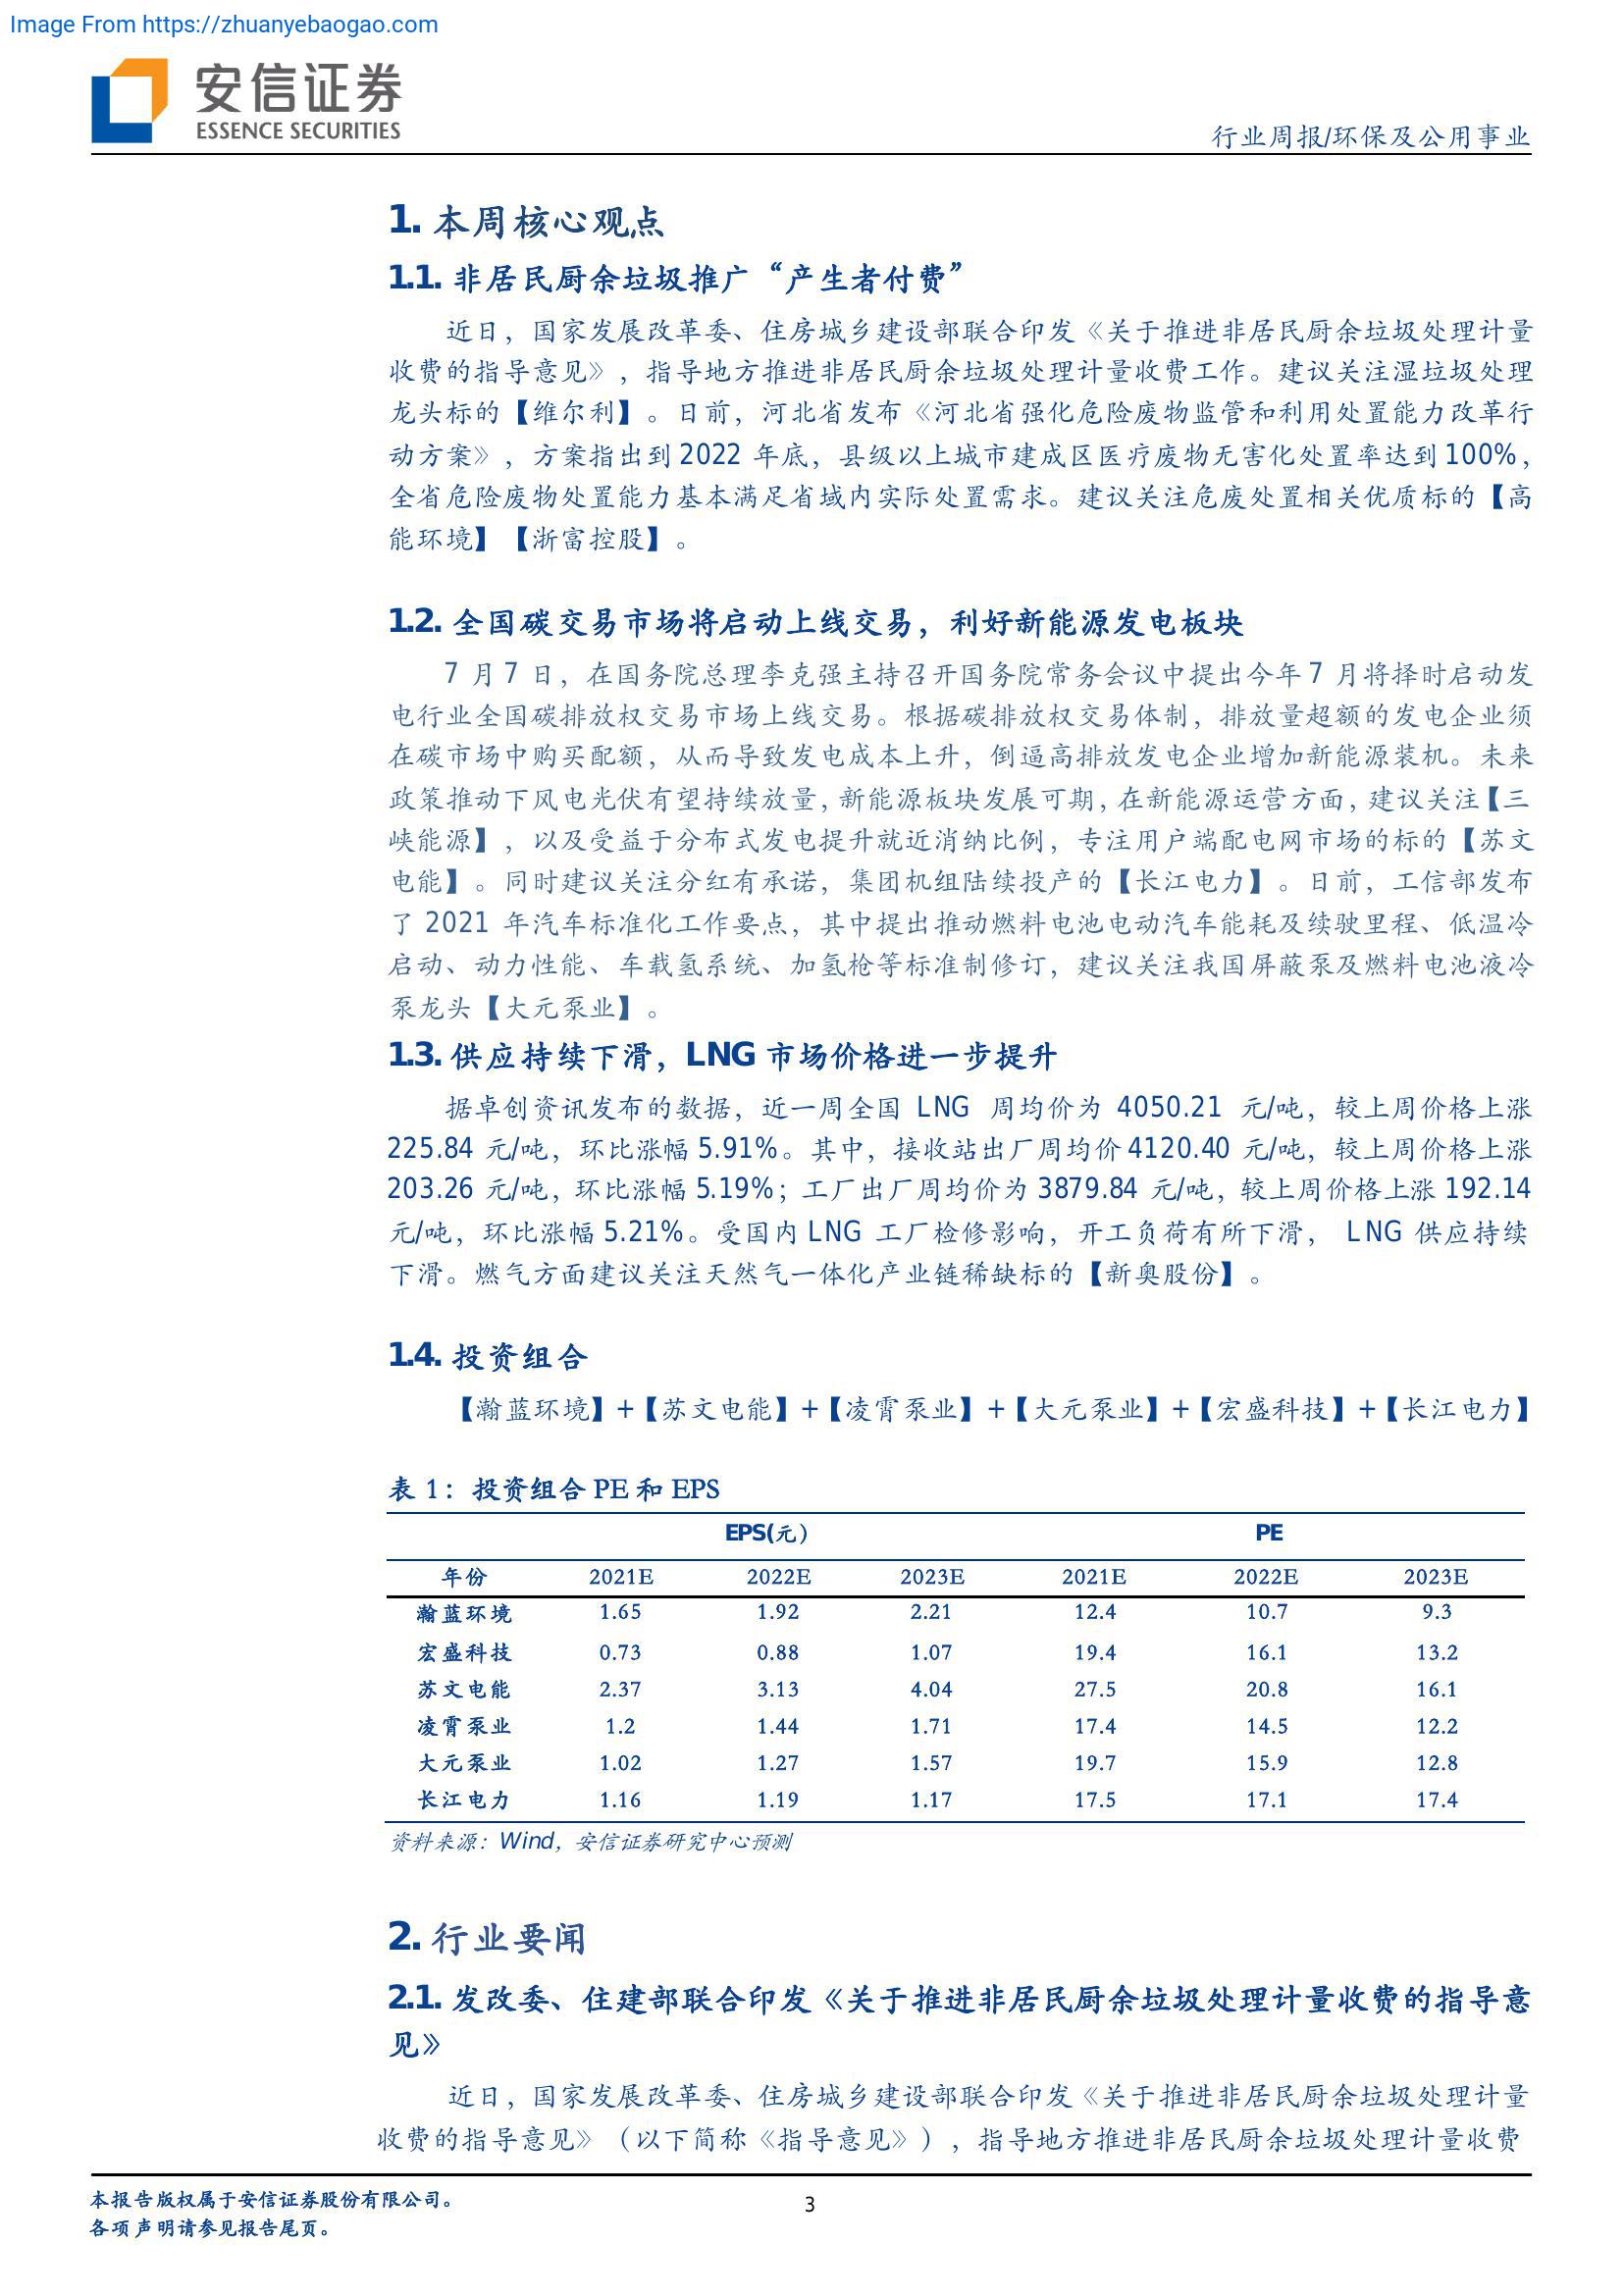 Image From https://zhuanyebaogao.com
安信证券
ESSENCE SECURITIES
行业周报/环保及公用事业
1. 本周核心观点
1.1. 非居民厨余垃圾推广“产生者付费”
近日，国家发展改革委、住房城乡建设部联合印发《关于推进非居民厨余垃圾处理计量
收费的指导意见》，指导地方推进非居民厨余垃圾处理计量收费工作。建议关注湿垃圾处理
龙头标的【维尔利】。日前，河北省发布《河北省强化危险废物监管和利用处置能力改革行
动方案》，方案指出到 2022 年底，县级以上城市建成区医疗废物无害化处置率达到 100%，
全省危险废物处置能力基本满足省域内实际处置需求。建议关注危废处置相关优质标的【高
能环境】【浙富控股】。
1.2. 全国碳交易市场将启动上线交易，利好新能源发电板块
7 月 7 日，在国务院总理李克强主持召开国务院常务会议中提出今年 7 月将择时启动发
电行业全国碳排放权交易市场上线交易。根据碳排放权交易体制，排放量超额的发电企业须
在碳市场中购买配额，从而导致发电成本上升，倒逼高排放发电企业增加新能源装机。未来
政策推动下风电光伏有望持续放量，新能源板块发展可期，在新能源运营方面，建议关注【三
峡能源】，以及受益于分布式发电提升就近消纳比例，专注用户端配电网市场的标的【苏文
电能】。同时建议关注分红有承诺，集团机组陆续投产的【长江电力】。日前，工信部发布
了 2021 年汽车标准化工作要点，其中提出推动燃料电池电动汽车能耗及续驶里程、低温冷
启动、动力性能、车载氢系统、加氢枪等标准制修订，建议关注我国屏蔽泵及燃料电池液冷
泵龙头【大元泵业】。
1.3. 供应持续下滑，LNG 市场价格进一步提升
据卓创资讯发布的数据，近一周全国 LNG 周均价为 4050.21 元/吨，较上周价格上涨
225.84 元/吨，环比涨幅 5.91%。其中，接收站出厂周均价 4120.40 元/吨，较上周价格上涨
203.26 元/吨，环比涨幅 5.19%；工厂出厂周均价为 3879.84 元/吨，较上周价格上涨 192.14
元/吨，环比涨幅 5.21%。受国内 LNG 工厂检修影响，开工负荷有所下滑， LNG 供应持续
下滑。燃气方面建议关注天然气一体化产业链稀缺标的【新奥股份】。
1.4. 投资组合
【瀚蓝环境】+【苏文电能】+【凌霄泵业】+【大元泵业】+【宏盛科技】+【长江电力】
表 1：投资组合 PE 和 EPS
EPS(元） PE
年份 2021E 2022E 2023E 2021E 2022E 2023E
瀚蓝环境 1.65 1.92 2.21 12.4 10.7 9.3
宏盛科技 0.73 0.88 1.07 19.4 16.1 13.2
苏文电能 2.37 3.13 4.04 27.5 20.8 16.1
凌霄泵业 1.2 1.44 1.71 17.4 14.5 12.2
大元泵业 1.02 1.27 1.57 19.7 15.9 12.8
长江电力 1.16 1.19 1.17 17.5 17.1 17.4
资料来源：Wind，安信证券研究中心预测
2. 行业要闻
2.1. 发改委、住建部联合印发《关于推进非居民厨余垃圾处理计量收费的指导意
见》
近日，国家发展改革委、住房城乡建设部联合印发《关于推进非居民厨余垃圾处理计量
收费的指导意见》（以下简称《指导意见》），指导地方推进非居民厨余垃圾处理计量收费
本报告版权属于安信证券股份有限公司。
各项声明请参见报告尾页。
3